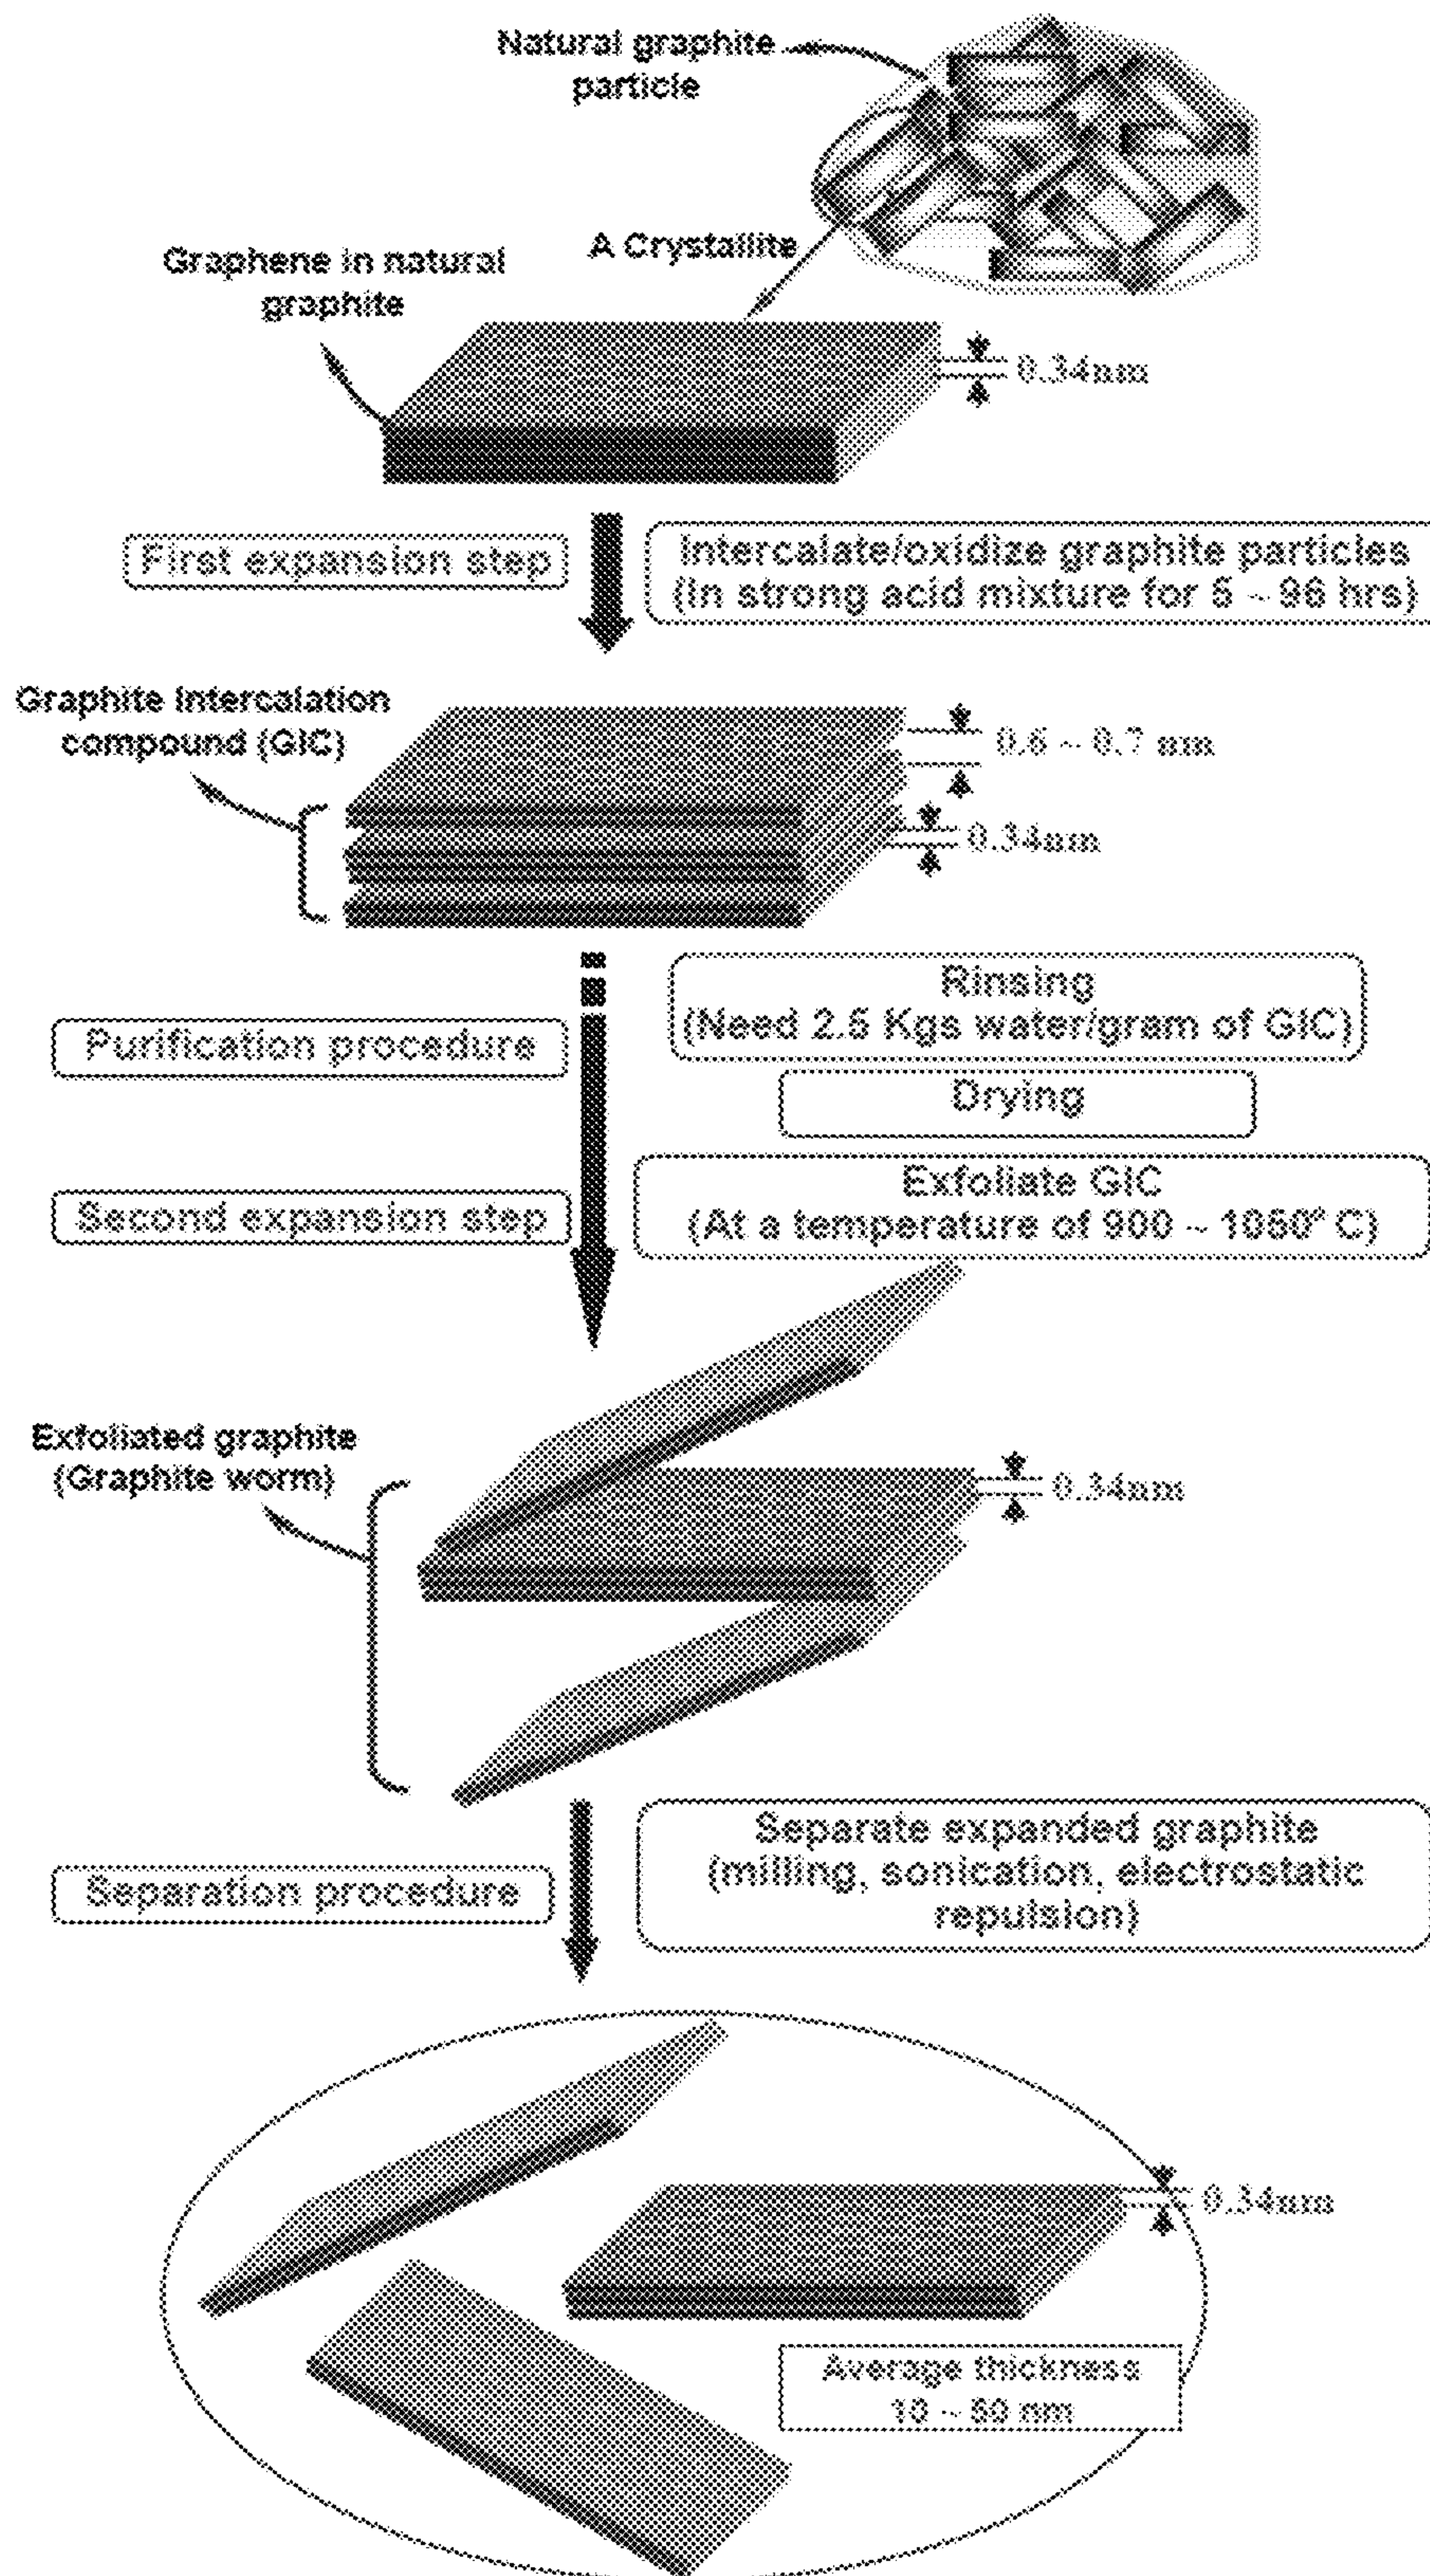 Natural graphite
particle
A Crystallite
Graphene in natural
graphite
0.34nm
First expansion step
Intercalate/oxidize graphite particles
(In strong acid mixture for 5 ~ 96 hrs)
Graphite Intercalation
compound (GIC)
0.6 ~ 0.7 nm
0.34nm
Purification procedure
Rinsing
(Need 2.5 Kgs water/gram of GIC)
Drying
Second expansion step
Exfoliate GIC
(At a temperature of 900 ~ 1050° C)
Exfoliated graphite
(Graphite worm)
0.34nm
Separation procedure
Separate expanded graphite
(milling, sonication, electrostatic
repulsion)
0.34nm
Average thickness
10 ~ 50 nm